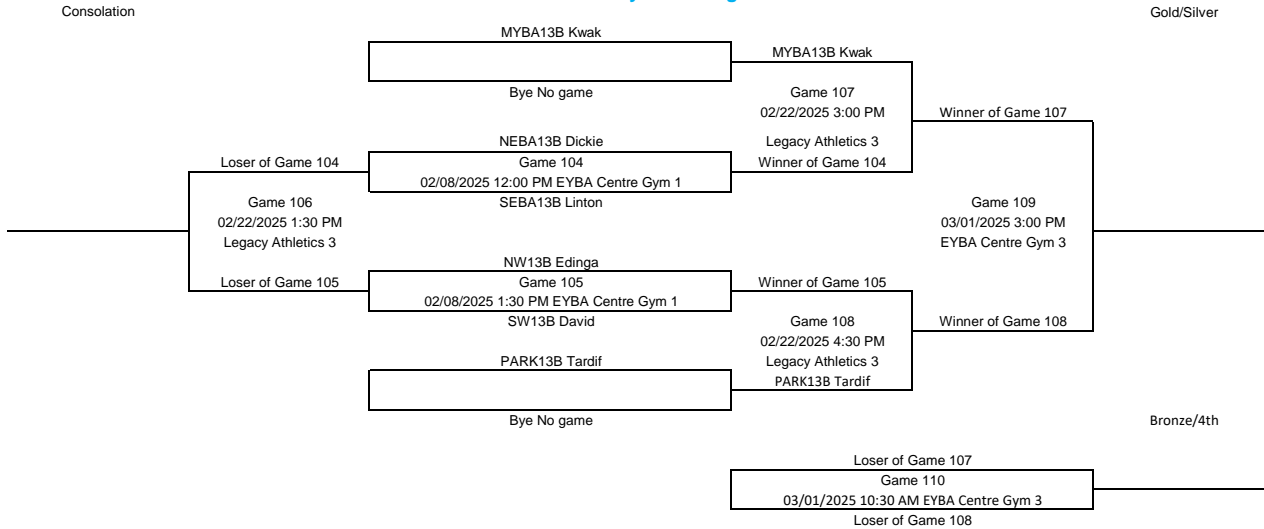 Consolation
Gold/Silver
MYBA13B Kwak
MYBA13B Kwak
Bye No game
Game 107
02/22/2025 3:00 PM
Legacy Athletics 3
Winner of Game 107
NEBA13B Dickie
Loser of Game 104
Game 104
Winner of Game 104
02/08/2025 12:00 PM EYBA Centre Gym 1
SEBA13B Linton
Game 106
02/22/2025 1:30 PM
Legacy Athletics 3
Game 109
03/01/2025 3:00 PM
EYBA Centre Gym 3
NW13B Edinga
Loser of Game 105
Game 105
Winner of Game 105
02/08/2025 1:30 PM EYBA Centre Gym 1
SW13B David
Game 108
02/22/2025 4:30 PM
Legacy Athletics 3
Winner of Game 108
PARK13B Tardif
PARK13B Tardif
Bye No game
Bronze/4th
Loser of Game 107
Game 110
03/01/2025 10:30 AM EYBA Centre Gym 3
Loser of Game 108